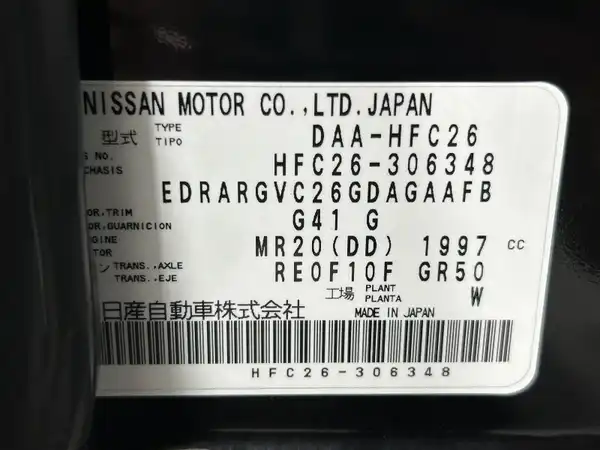 NISSAN MOTOR CO.,LTD.JAPAN
型式 TYPE TIPO DAA-HFC26
S NO. CHASIS HFC26-306348
EDRARGVC26GDAGAAFB
OR,TRIM OR,GUARNICION G41 G
GINE TOR MR20(DD) 1997 CC
ン TRANS.,AXLE TRANS.,EJE RE0F10F GR50
工場 PLANT PLANTA W
日産自動車株式会社 MADE IN JAPAN
HFC26-306348